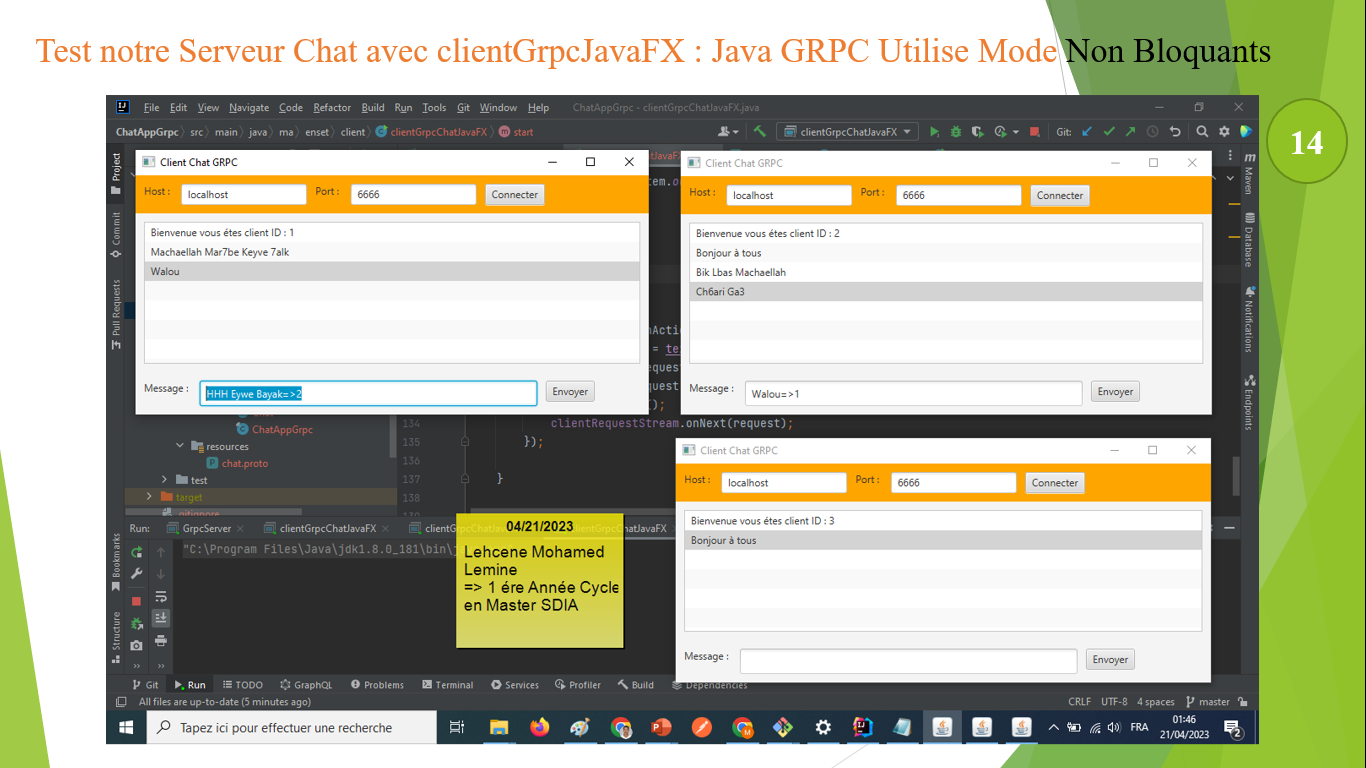 Test notre Serveur Chat avec clientGrpcJavaFX : Java GRPC Utilise Mode Non Bloquants
14
File Edit View Navigate Code Refactor Build Run Tools Git Window Help ChatAppGrpc - clientGrpcChatJavaFX.java
ChatAppGrpc src main java ma enset client clientGrpcChatJavaFX start clientGrpcChatJavaFX Git:
Project
Commit
Pull Requests
Bookmarks
Structure
Client Chat GRPC
Host : localhost Port : 6666 Connecter
Bienvenue vous étes client ID : 1
Machaellah Mar7be Keyve 7alk
Walou
Message : HHH Eywe Bayak=>2 Envoyer
Client Chat GRPC
Host : localhost Port : 6666 Connecter
Bienvenue vous étes client ID : 2
Bonjour à tous
Bik Lbas Machaellah
Ch6ari Ga3
Message : Walou=>1 Envoyer
Maven
Database
Notifications
Endpoints
ChatAppGrpc
resources
chat.proto
test
target
134 clientRequestStream.onNext(request);
135 });
136
137 }
138
Client Chat GRPC
Host : localhost Port : 6666 Connecter
Bienvenue vous étes client ID : 3
Bonjour à tous
Message : Envoyer
Run: GrpcServer clientGrpcChatJavaFX
"C:\Program Files\Java\jdk1.8.0_181\bin\
04/21/2023
Lehcene Mohamed
Lemine
=> 1 ére Année Cycle
en Master SDIA
Git Run TODO GraphQL Problems Terminal Services Profiler Build Dependencies
All files are up-to-date (5 minutes ago) CRLF UTF-8 4 spaces master
Tapez ici pour effectuer une recherche FRA 01:46
21/04/2023 2